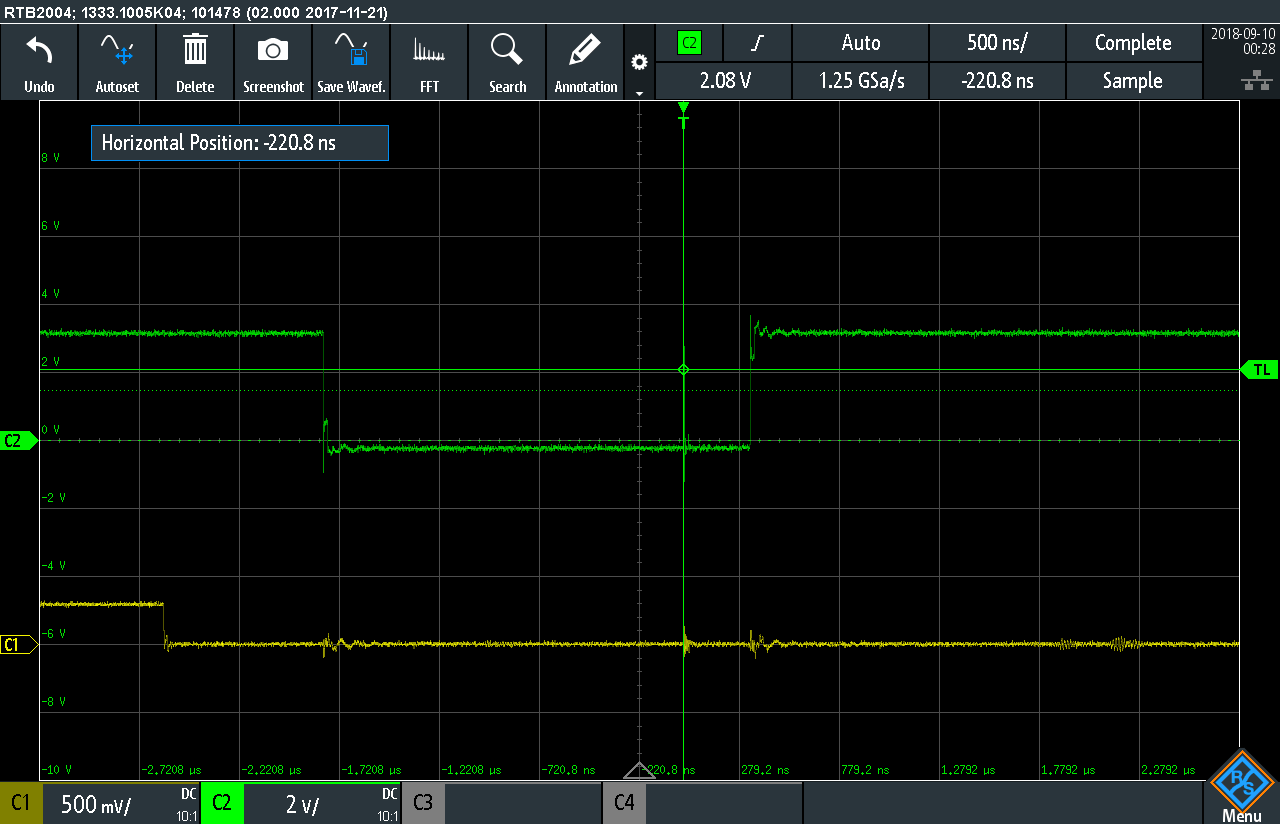 RTB2004; 1333.1005K04; 101478 (02.000 2017-11-21)
Undo
Autoset
Delete
Screenshot
Save Wavef.
FFT
Search
Annotation
C2
Auto
500 ns/
Complete
2018-09-10
00:28
2.08 V
1.25 GSa/s
-220.8 ns
Sample
T
Horizontal Position: -220.8 ns
8 V
6 V
4 V
2 V
TL
0 V
C2
-2 V
-4 V
-6 V
C1
-8 V
-10 V
-2,7208 µs
-2,2208 µs
-1,7208 µs
-1,2208 µs
-720,8 ns
-220,8 ns
279,2 ns
779,2 ns
1,2792 µs
1,7792 µs
2,2792 µs
C1
500 mV/
DC
10:1
C2
2 V/
DC
10:1
C3
C4
R S
Menu